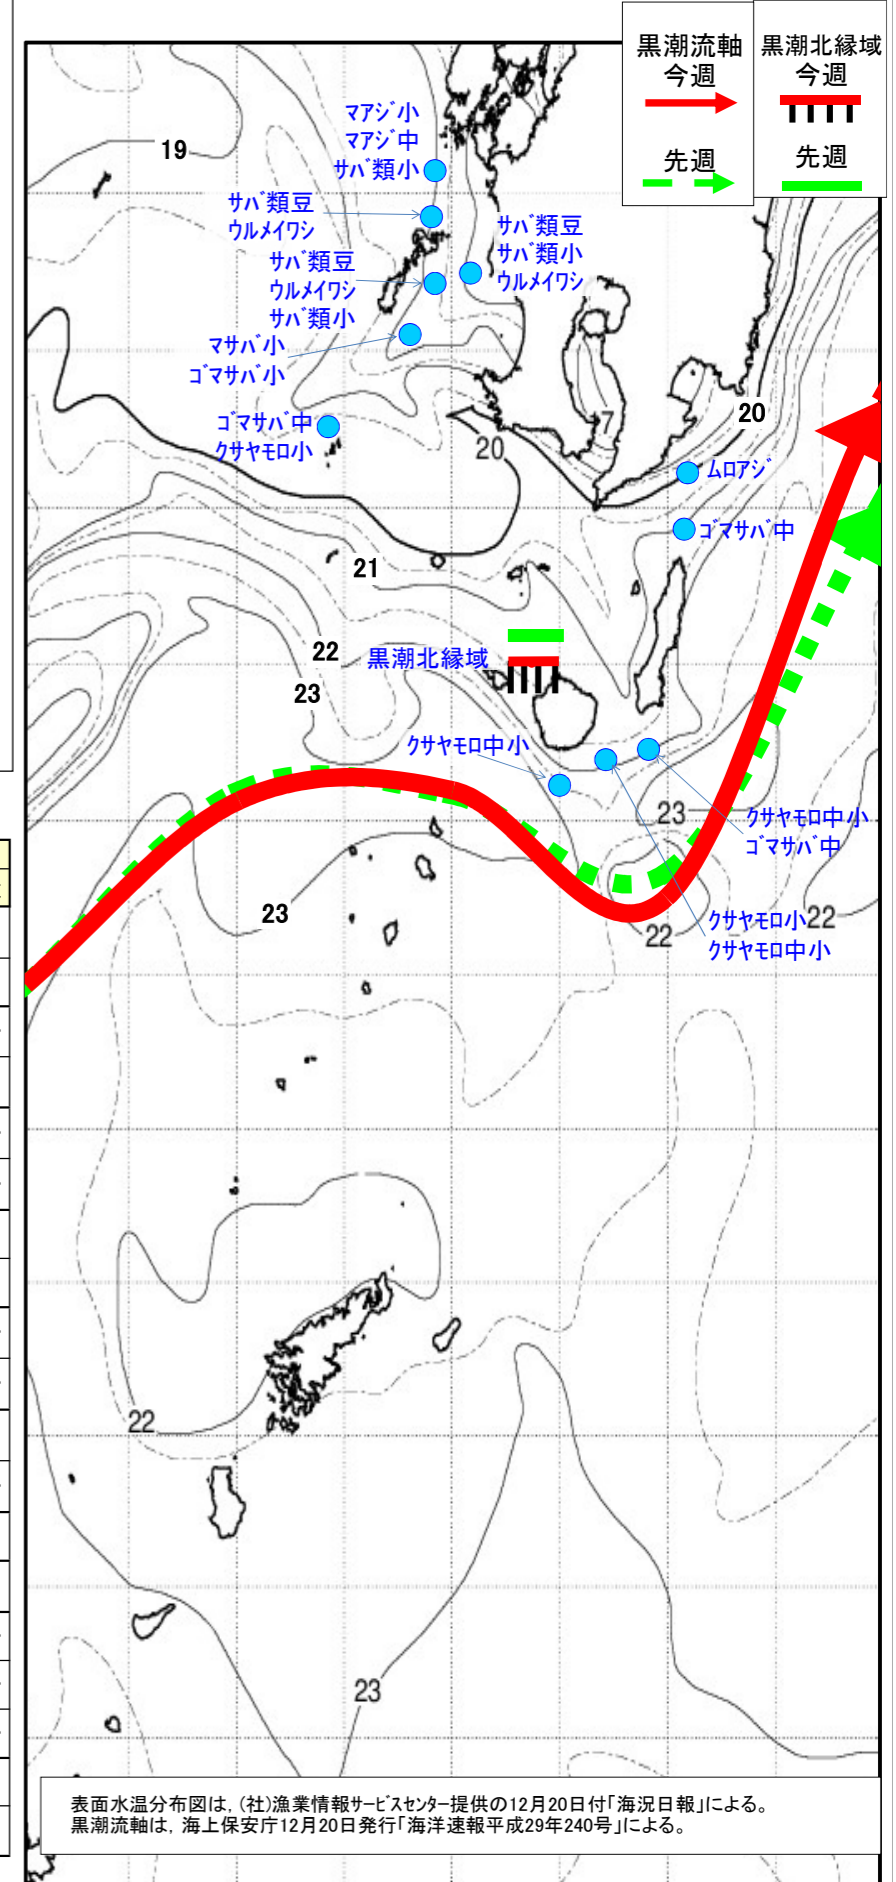 黒潮流軸
今週
先週
黒潮北縁域
今週
先週
19
マアジ小
マアジ中
サバ類小
サバ類豆
ウルメイワシ
サバ類豆
サバ類小
ウルメイワシ
サバ類豆
ウルメイワシ
サバ類小
マサバ小
ゴマサバ小
ゴマサバ中
クサヤモロ小
17
20
20
ムロアジ
ゴマサバ中
21
22
黒潮北縁域
23
クサヤモロ中小
23
クサヤモロ中小
ゴマサバ中
23
クサヤモロ小
クサヤモロ中小
22
22
22
23
表面水温分布図は, (社)漁業情報サービスセンター提供の12月20日付「海況日報」による。
黒潮流軸は, 海上保安庁12月20日発行「海洋速報平成29年240号」による。